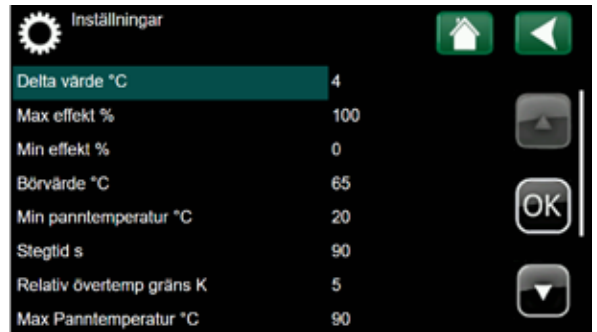 Inställningar
Delta värde °C 4
Max effekt % 100
Min effekt % 0
Börvärde °C 65
Min panntemperatur °C 20
Stegtid s 90
Relativ övertemp gräns K 5
Max Panntemperatur °C 90
OK